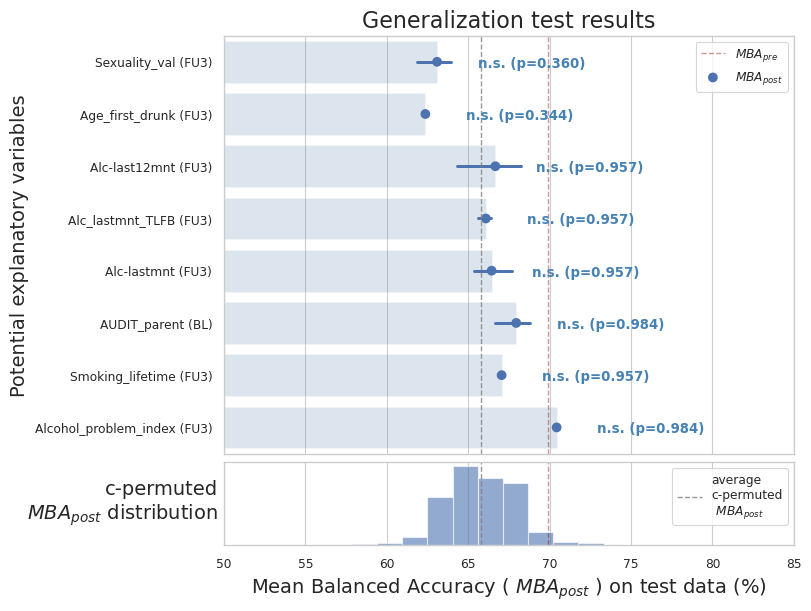 Generalization test results
Potential explanatory variables
Sexuality_val (FU3)
n.s. (p=0.360)
MBA_pre
MBA_post
Age_first_drunk (FU3)
n.s. (p=0.344)
Alc-last12mnt (FU3)
n.s. (p=0.957)
Alc_lastmnt_TLFB (FU3)
n.s. (p=0.957)
Alc-lastmnt (FU3)
n.s. (p=0.957)
AUDIT_parent (BL)
n.s. (p=0.984)
Smoking_lifetime (FU3)
n.s. (p=0.957)
Alcohol_problem_index (FU3)
n.s. (p=0.984)
c-permuted
MBA_post distribution
average
c-permuted
MBA_post
50 55 60 65 70 75 80 85
Mean Balanced Accuracy ( MBA_post ) on test data (%)